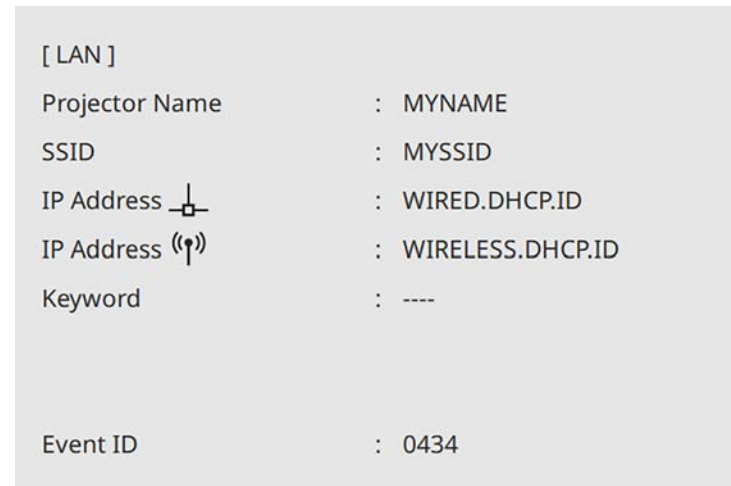 [ LAN ]
Projector Name : MYNAME
SSID : MYSSID
IP Address : WIRED.DHCP.ID
IP Address : WIRELESS.DHCP.ID
Keyword : ----
Event ID : 0434